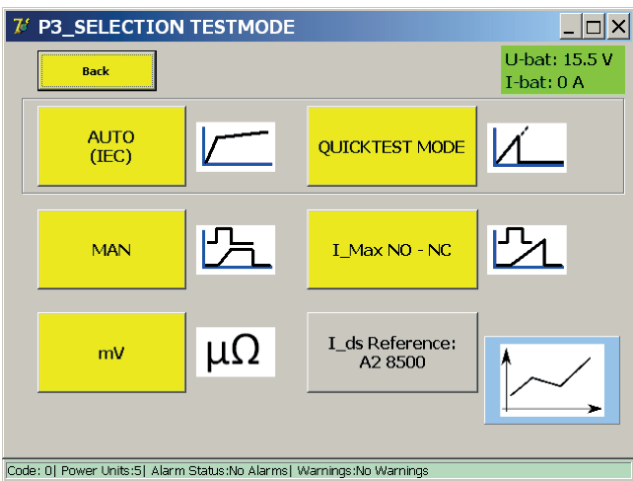 P3_SELECTION TESTMODE
Back
U-bat: 15.5 V
I-bat: 0 A
AUTO
(IEC)
QUICKTEST MODE
MAN
I_Max NO - NC
mV
μΩ
I_ds Reference:
A2 8500
Code: 0| Power Units:5| Alarm Status:No Alarms| Warnings:No Warnings